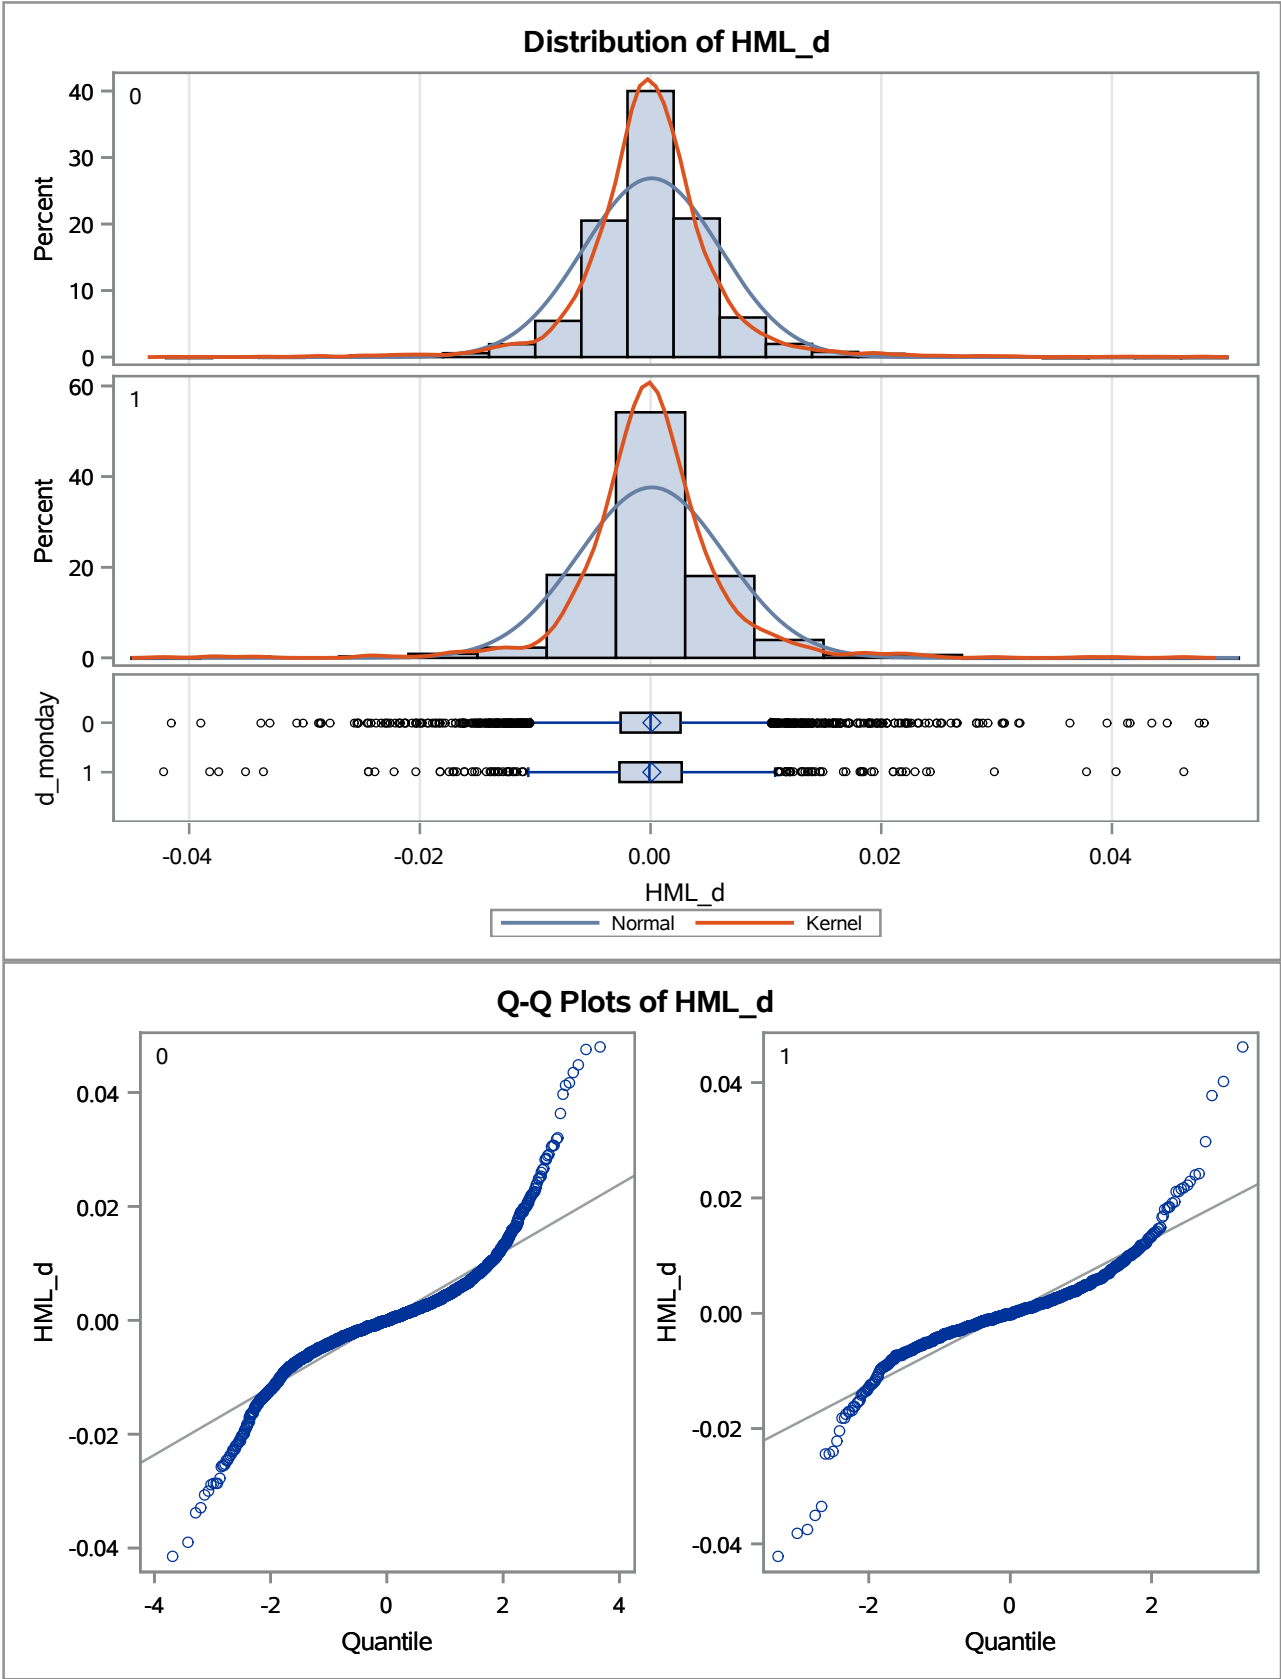 Distribution of HML_d
0
40
30
20
10
0
Percent
1
60
40
20
0
Percent
0
1
d_monday
-0.04 -0.02 0.00 0.02 0.04
HML_d
Normal Kernel
Q-Q Plots of HML_d
0
0.04
0.02
0.00
-0.02
-0.04
HML_d
-4 -2 0 2 4
Quantile
1
0.04
0.02
0.00
-0.02
-0.04
HML_d
-2 0 2
Quantile